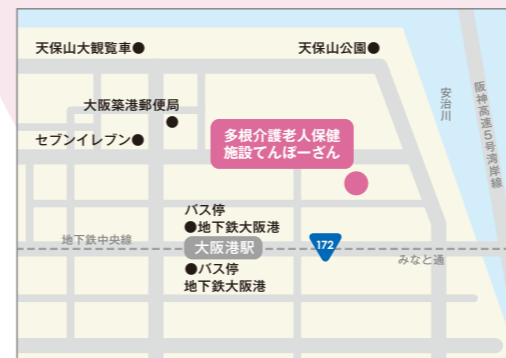 天保山大観覧車
天保山公園
大阪築港郵便局
セブンイレブン
多根介護老人保健
施設てんぽーざん
安治川
阪神高速5号湾岸線
バス停
地下鉄大阪港
地下鉄中央線
大阪港駅
172
みなと通
バス停
地下鉄大阪港